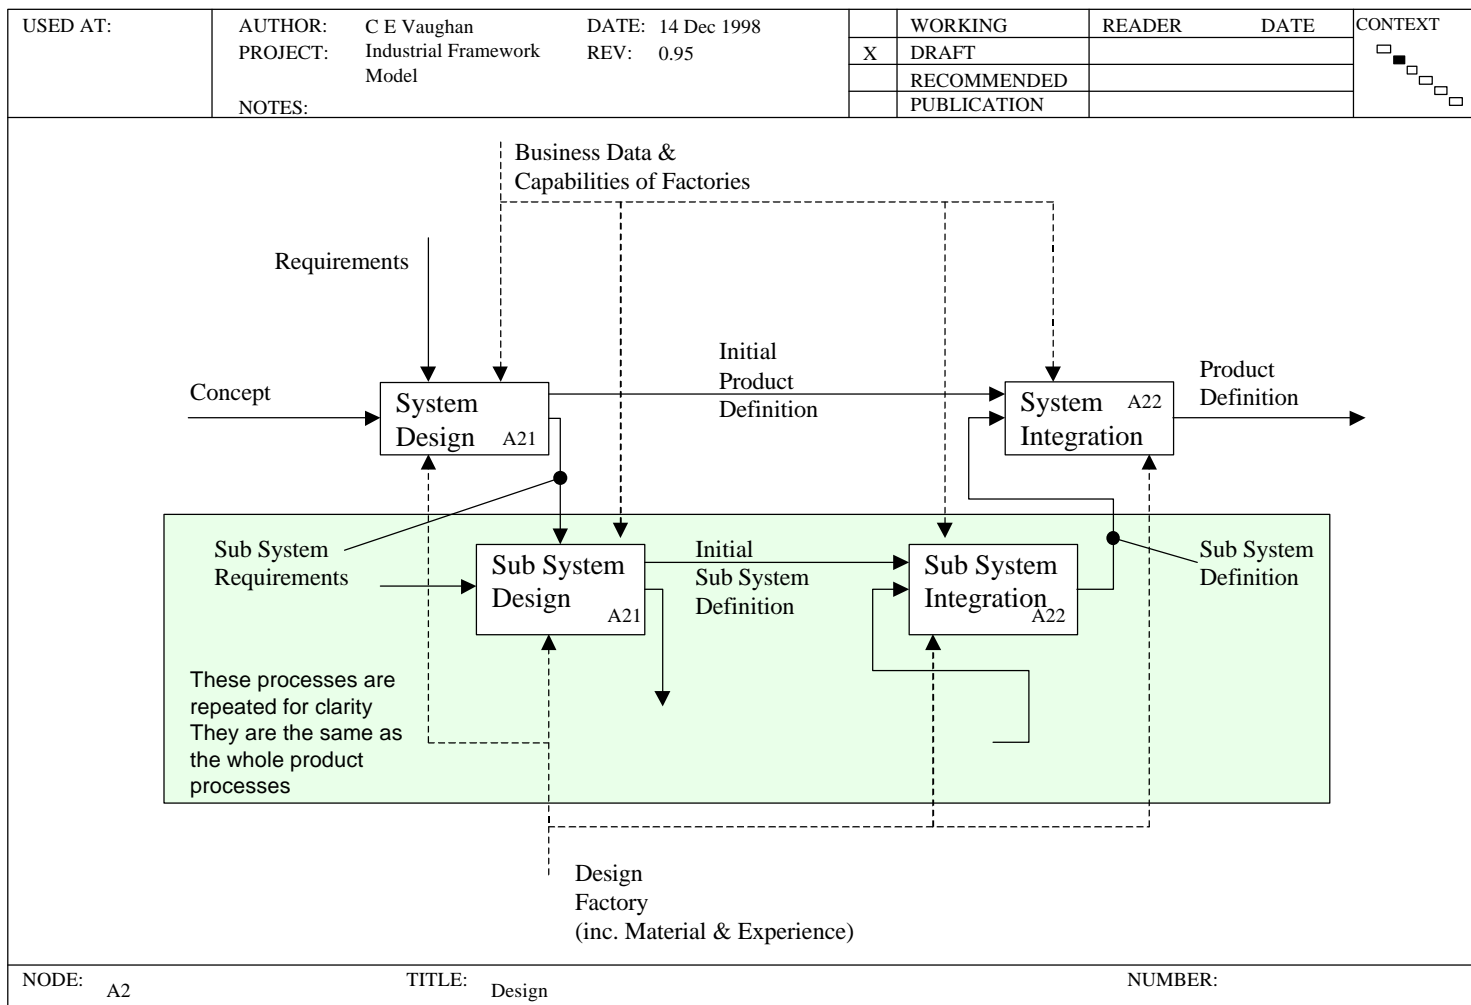 USED AT:
AUTHOR: C E Vaughan
DATE: 14 Dec 1998
PROJECT: Industrial Framework
Model
REV: 0.95
NOTES:
WORKING
X DRAFT
RECOMMENDED
PUBLICATION
READER DATE
CONTEXT
Business Data &
Capabilities of Factories
Requirements
Concept
System
Design A21
Initial
Product
Definition
System A22
Integration
Product
Definition
Sub System
Requirements
Sub System
Design
A21
Initial
Sub System
Definition
Sub System
Integration
A22
Sub System
Definition
These processes are
repeated for clarity
They are the same as
the whole product
processes
Design
Factory
(inc. Material & Experience)
NODE: A2
TITLE: Design
NUMBER: